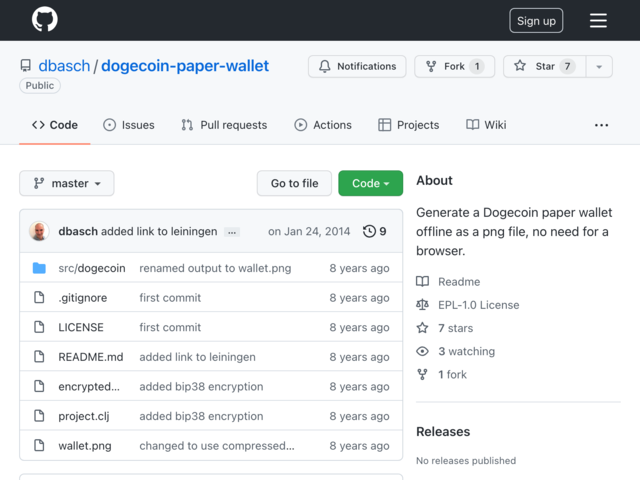 Sign up
dbasch / dogecoin-paper-wallet
Public
Notifications
Fork 1
Star 7
Code
Issues
Pull requests
Actions
Projects
Wiki
master
Go to file
Code
dbasch added link to leiningen ... on Jan 24, 2014 9
src/dogecoin renamed output to wallet.png 8 years ago
.gitignore first commit 8 years ago
LICENSE first commit 8 years ago
README.md added link to leiningen 8 years ago
encrypted... added bip38 encryption 8 years ago
project.clj added bip38 encryption 8 years ago
wallet.png changed to use compressed... 8 years ago
About
Generate a Dogecoin paper wallet
offline as a png file, no need for a
browser.
Readme
EPL-1.0 License
7 stars
3 watching
1 fork
Releases
No releases published